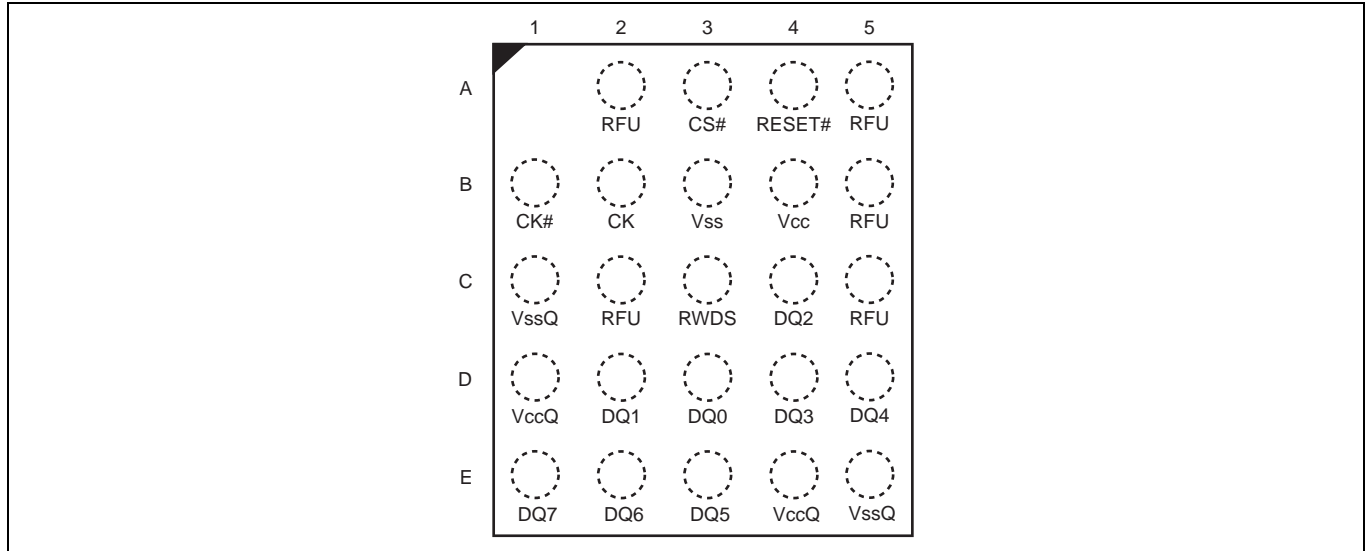 1 2 3 4 5
A
RFU CS# RESET# RFU
B
CK# CK Vss Vcc RFU
C
VssQ RFU RWDS DQ2 RFU
D
VccQ DQ1 DQ0 DQ3 DQ4
E
DQ7 DQ6 DQ5 VccQ VssQ